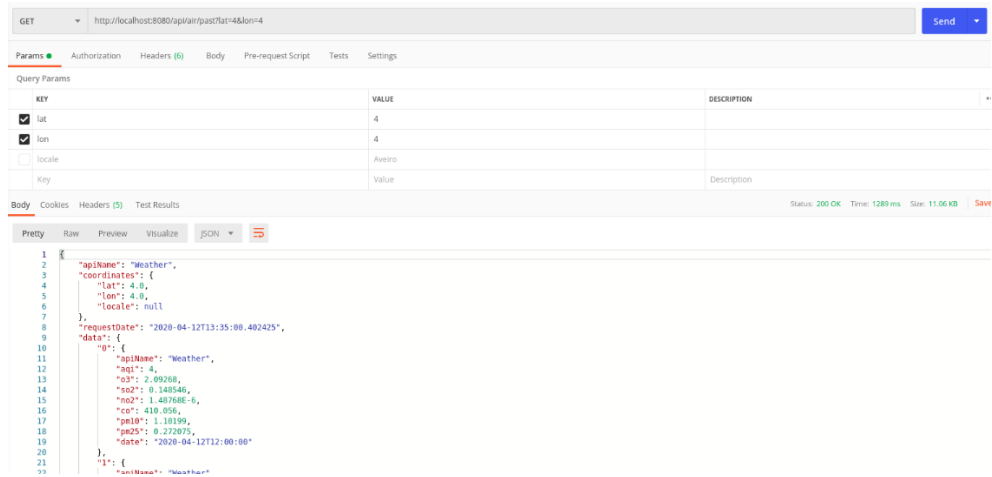 GET http://localhost:8080/api/air/past?lat=4&lon=4 Send
Params Authorization Headers (6) Body Pre-request Script Tests Settings
Query Params
KEY VALUE DESCRIPTION
lat 4
lon 4
locale Aveiro
Key Value Description
Body Cookies Headers (5) Test Results Status: 200 OK Time: 1289 ms Size: 11.06 KB Save
Pretty Raw Preview Visualize JSON
1 {
2 "apiName": "Weather",
3 "coordinates": {
4 "lat": 4.0,
5 "lon": 4.0,
6 "locale": null
7 },
8 "requestDate": "2020-04-12T13:35:00.402425",
9 "data": {
10 "0": {
11 "apiName": "Weather",
12 "aqi": 4,
13 "o3": 2.09268,
14 "so2": 0.148546,
15 "no2": 1.48768E-6,
16 "co": 410.056,
17 "pm10": 1.10199,
18 "pm25": 0.272075,
19 "date": "2020-04-12T12:00:00"
20 },
21 "1": {
22 "apiName": "Weather"